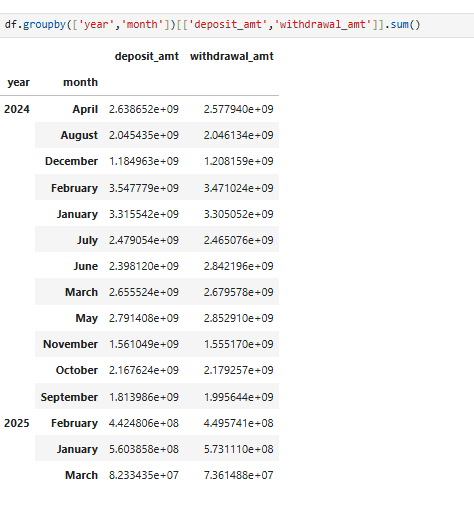 df.groupby(['year','month'])[['deposit_amt','withdrawal_amt']].sum()
deposit_amt withdrawal_amt
year month
2024 April 2.638652e+09 2.577940e+09
August 2.045435e+09 2.046134e+09
December 1.184963e+09 1.208159e+09
February 3.547779e+09 3.471024e+09
January 3.315542e+09 3.305052e+09
July 2.479054e+09 2.465076e+09
June 2.398120e+09 2.842196e+09
March 2.655524e+09 2.679578e+09
May 2.791408e+09 2.852910e+09
November 1.561049e+09 1.555170e+09
October 2.167624e+09 2.179257e+09
September 1.813986e+09 1.995644e+09
2025 February 4.424806e+08 4.495741e+08
January 5.603858e+08 5.731110e+08
March 8.233435e+07 7.361488e+07